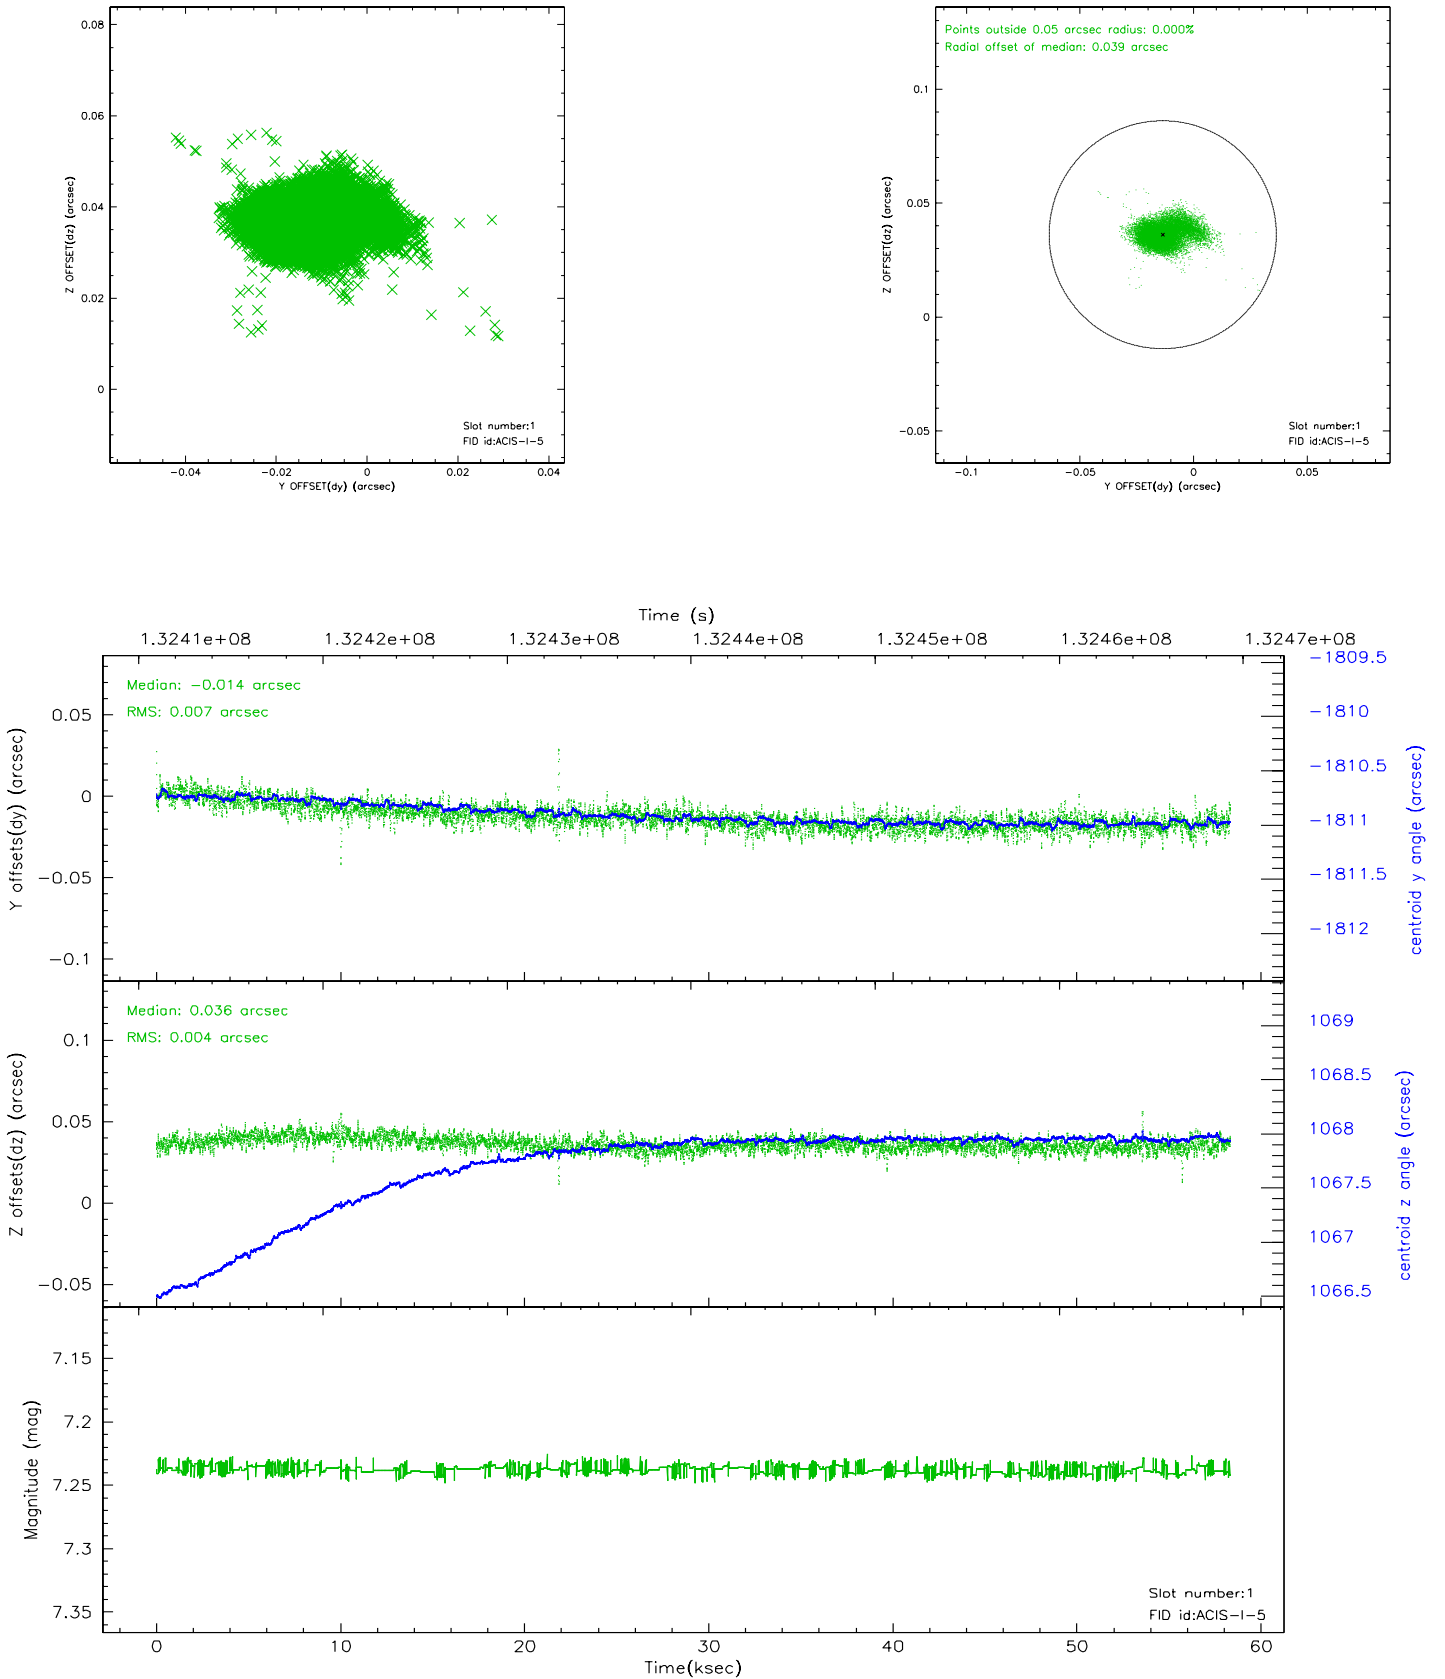 0.08
0.06
0.04
0.02
0
Z OFFSET(dz) (arcsec)
Slot number:1
FID id:ACIS-I-5
-0.04
-0.02
0
0.02
0.04
Y OFFSET(dy) (arcsec)
Points outside 0.05 arcsec radius: 0.000%
Radial offset of median: 0.039 arcsec
0.1
0.05
0
-0.05
Z OFFSET(dz) (arcsec)
Slot number:1
FID id:ACIS-I-5
-0.1
-0.05
0
0.05
Y OFFSET(dy) (arcsec)
Time (s)
1.3241e+08
1.3242e+08
1.3243e+08
1.3244e+08
1.3245e+08
1.3246e+08
1.3247e+08
Median: -0.014 arcsec
RMS: 0.007 arcsec
0.05
0
-0.05
-0.1
Y offsets(dy) (arcsec)
-1809.5
-1810
-1810.5
-1811
-1811.5
-1812
centroid y angle (arcsec)
Median: 0.036 arcsec
RMS: 0.004 arcsec
0.1
0.05
0
-0.05
Z offsets(dz) (arcsec)
1069
1068.5
1068
1067.5
1067
1066.5
centroid z angle (arcsec)
7.15
7.2
7.25
7.3
7.35
Magnitude (mag)
Slot number:1
FID id:ACIS-I-5
0
10
20
30
40
50
60
Time(ksec)